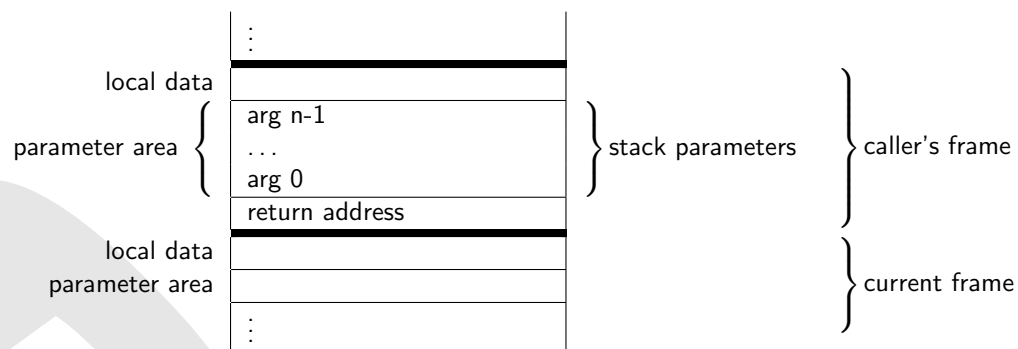 ⋮
local data
arg n-1
parameter area
. . .
stack parameters
caller's frame
arg 0
return address
local data
parameter area
current frame
⋮